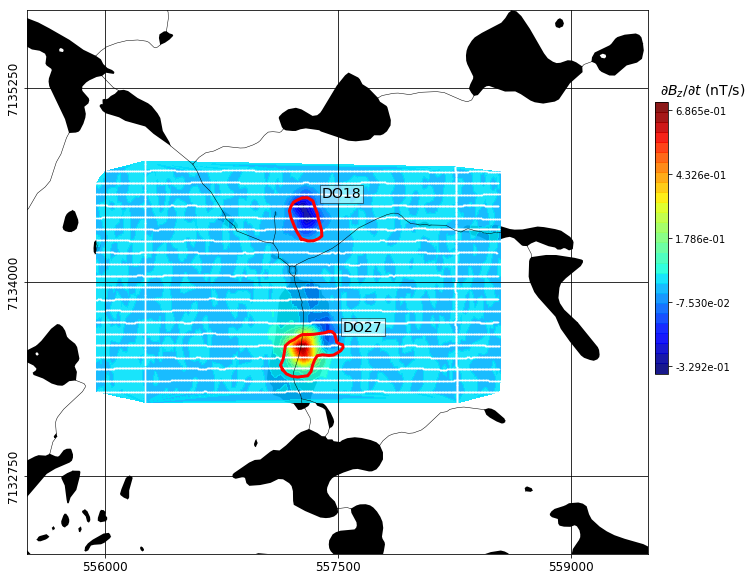 ∂Bz/∂t (nT/s)
6.865e-01
4.326e-01
1.786e-01
-7.530e-02
-3.292e-01
7135250
7134000
7132750
DO18
DO27
556000
557500
559000